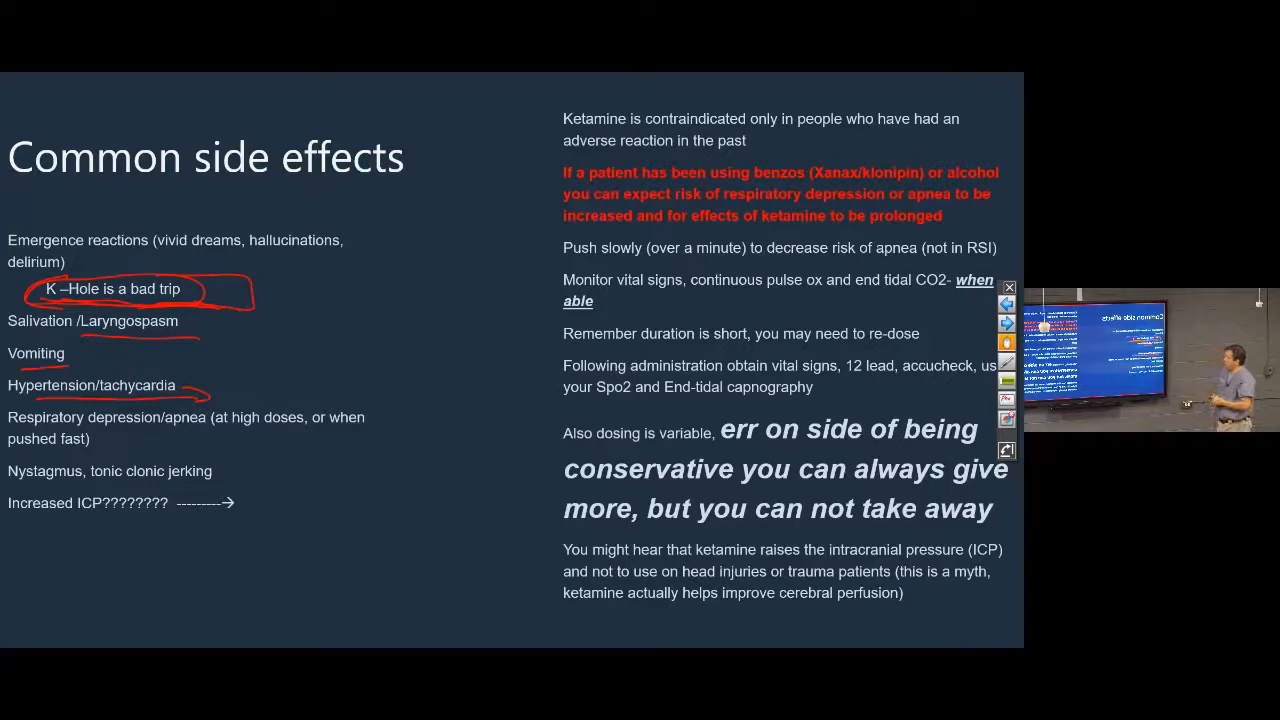 Common side effects
Emergence reactions (vivid dreams, hallucinations,
delirium)
K –Hole is a bad trip
Salivation /Laryngospasm
Vomiting
Hypertension/tachycardia
Respiratory depression/apnea (at high doses, or when
pushed fast)
Nystagmus, tonic clonic jerking
Increased ICP???????? --------->
Ketamine is contraindicated only in people who have had an
adverse reaction in the past
If a patient has been using benzos (Xanax/klonipin) or alcohol
you can expect risk of respiratory depression or apnea to be
increased and for effects of ketamine to be prolonged
Push slowly (over a minute) to decrease risk of apnea (not in RSI)
Monitor vital signs, continuous pulse ox and end tidal CO2- when
able
Remember duration is short, you may need to re-dose
Following administration obtain vital signs, 12 lead, accucheck, us
your Spo2 and End-tidal capnography
Also dosing is variable, err on side of being
conservative you can always give
more, but you can not take away
You might hear that ketamine raises the intracranial pressure (ICP)
and not to use on head injuries or trauma patients (this is a myth,
ketamine actually helps improve cerebral perfusion)
Common side effects